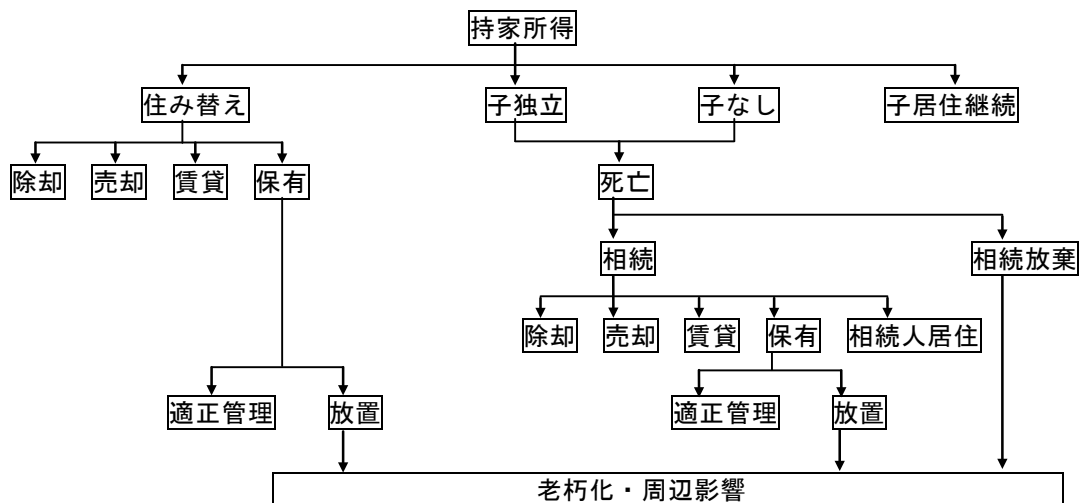 持家所得
住み替え
子独立
子なし
子居住継続
除却
売却
賃貸
保有
死亡
相続
相続放棄
除却
売却
賃貸
保有
相続人居住
適正管理
放置
適正管理
放置
老朽化・周辺影響